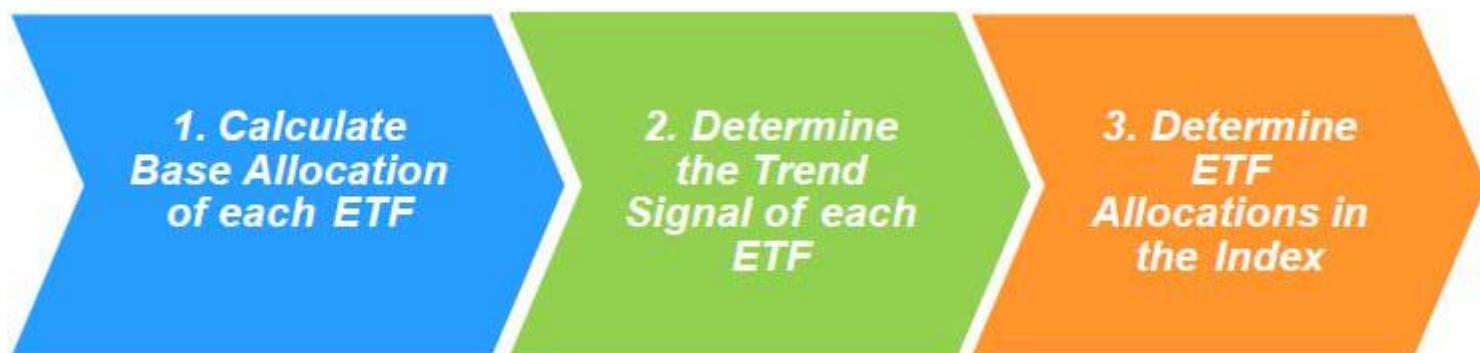 1. Calculate
Base Allocation
of each ETF
2. Determine
the Trend
Signal of each
ETF
3. Determine
ETF
Allocations in
the Index